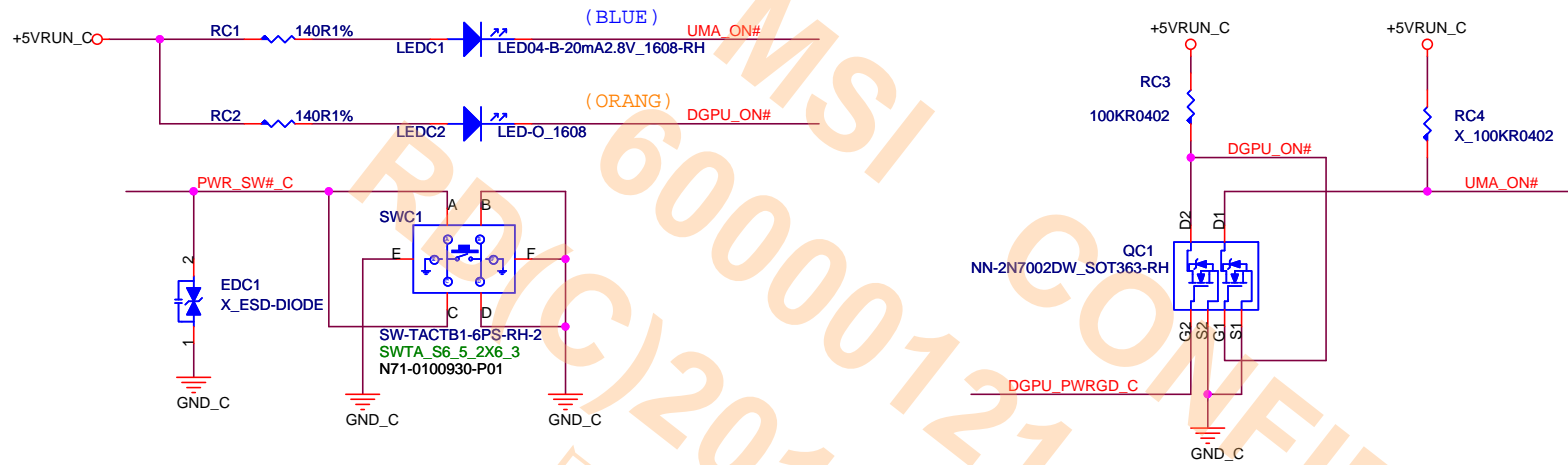 (BLUE)
+5VRUN_C
RC1
140R1%
LEDC1
LED04-B-20mA2.8V_1608-RH
UMA_ON#
(ORANG)
RC2
140R1%
LEDC2
LED-O_1608
DGPU_ON#
PWR_SW#_C
SWC1
A
B
E
F
C
D
2
EDC1
X_ESD-DIODE
1
SW-TACTB1-6PS-RH-2
SWTA_S6_5_2X6_3
N71-0100930-P01
GND_C
GND_C
GND_C
+5VRUN_C
+5VRUN_C
RC3
100KR0402
RC4
X_100KR0402
DGPU_ON#
UMA_ON#
D2
D1
QC1
NN-2N7002DW_SOT363-RH
G2
S2
G1
S1
DGPU_PWRGD_C
GND_C
MSI
60000121
RD(C)201